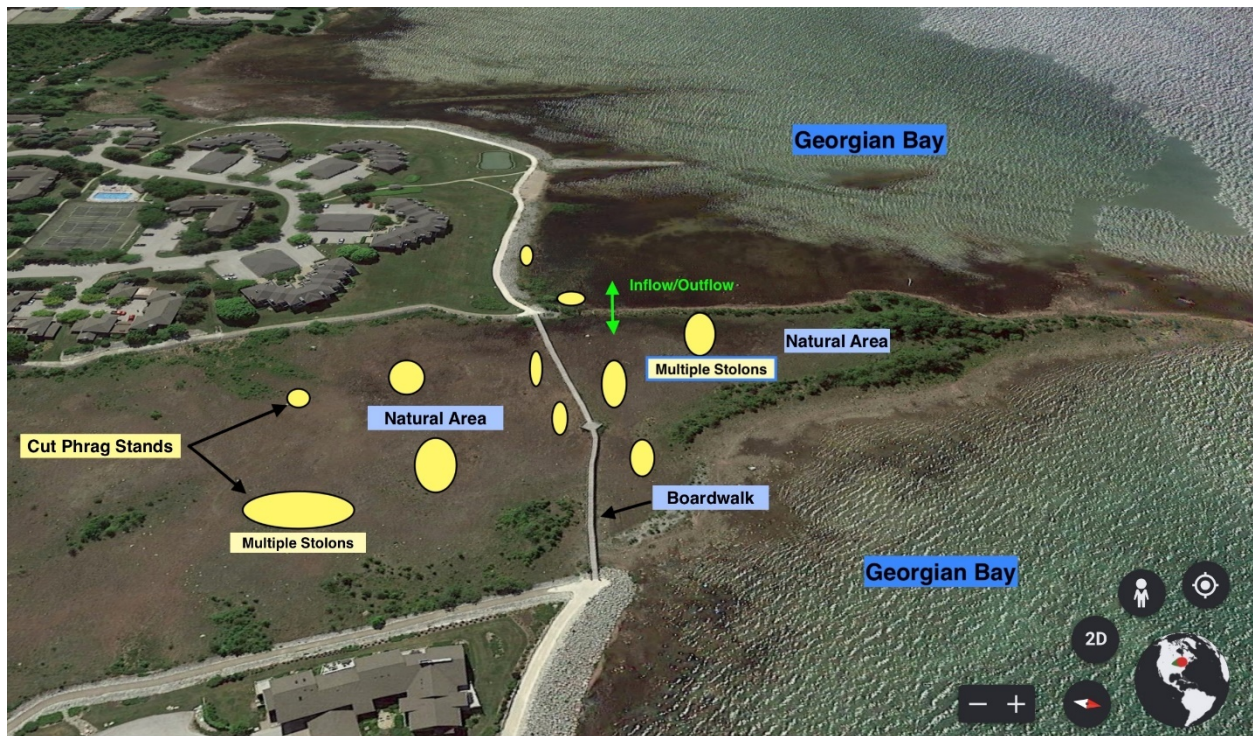 Georgian Bay
Inflow/Outflow
Natural Area
Multiple Stolons
Natural Area
Cut Phrag Stands
Boardwalk
Multiple Stolons
Georgian Bay
2D
− +